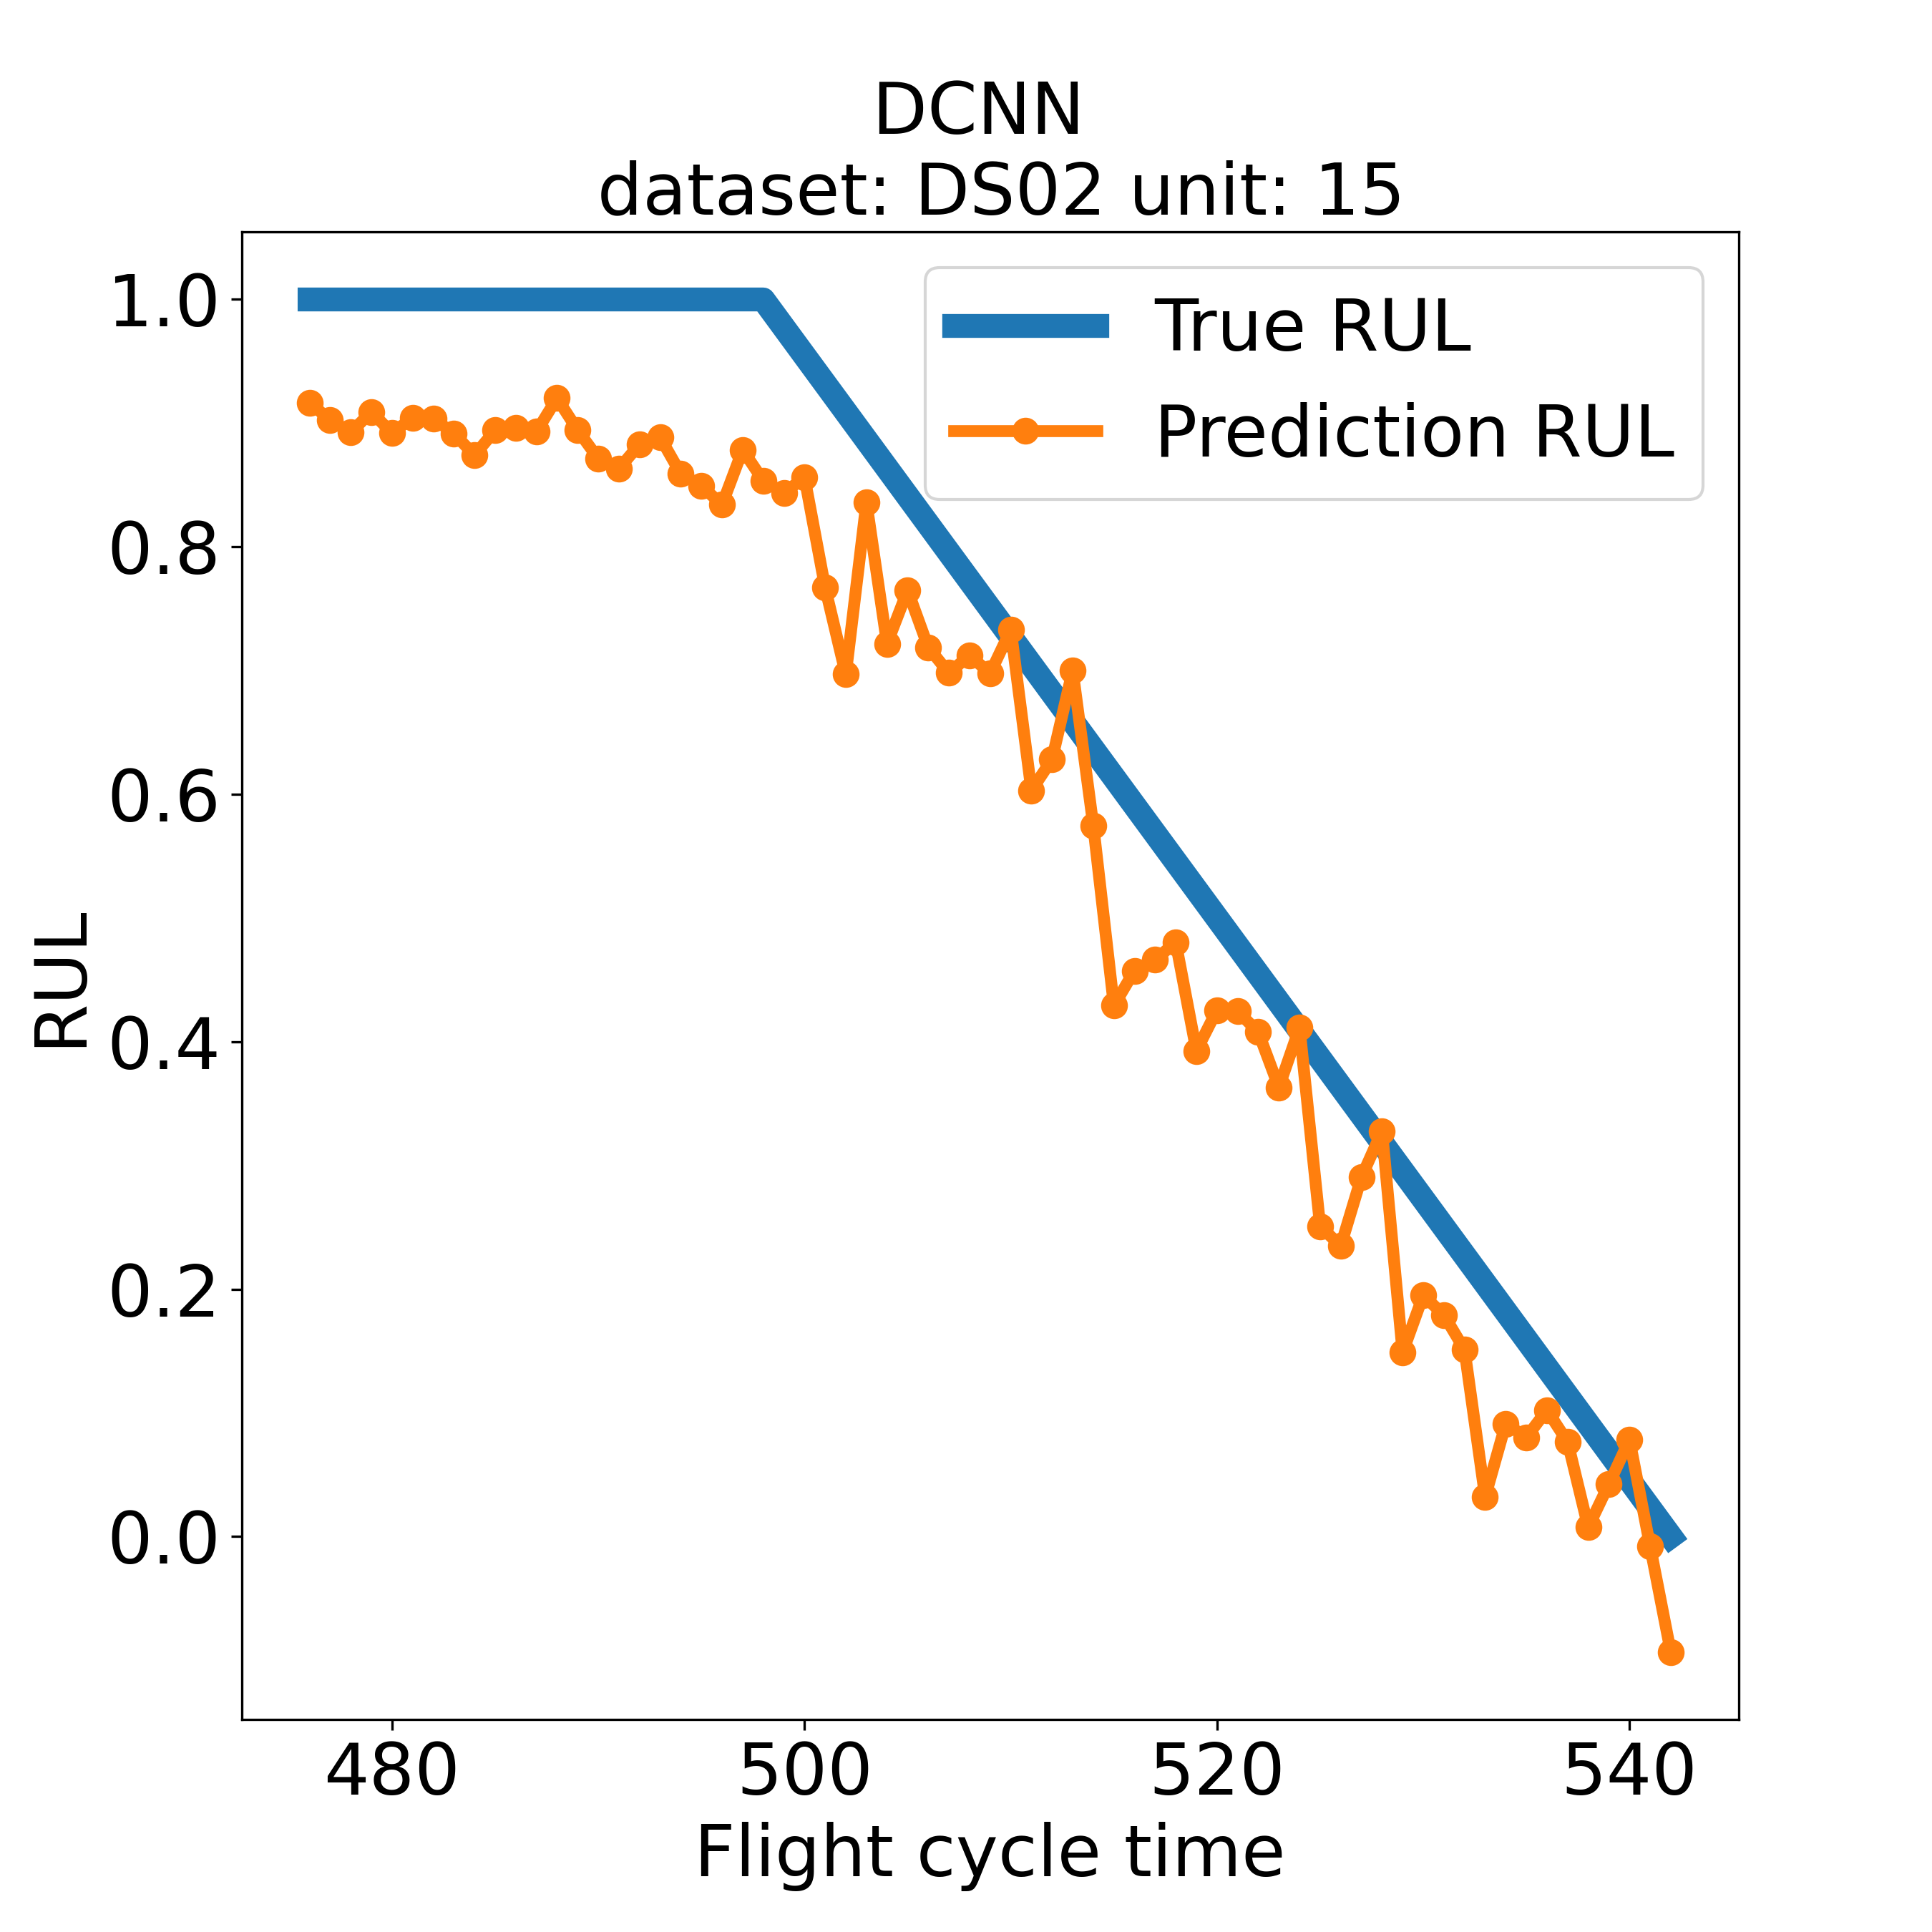 DCNN
dataset: DS02 unit: 15
True RUL
Prediction RUL
1.0
0.8
0.6
0.4
0.2
0.0
RUL
480
500
520
540
Flight cycle time